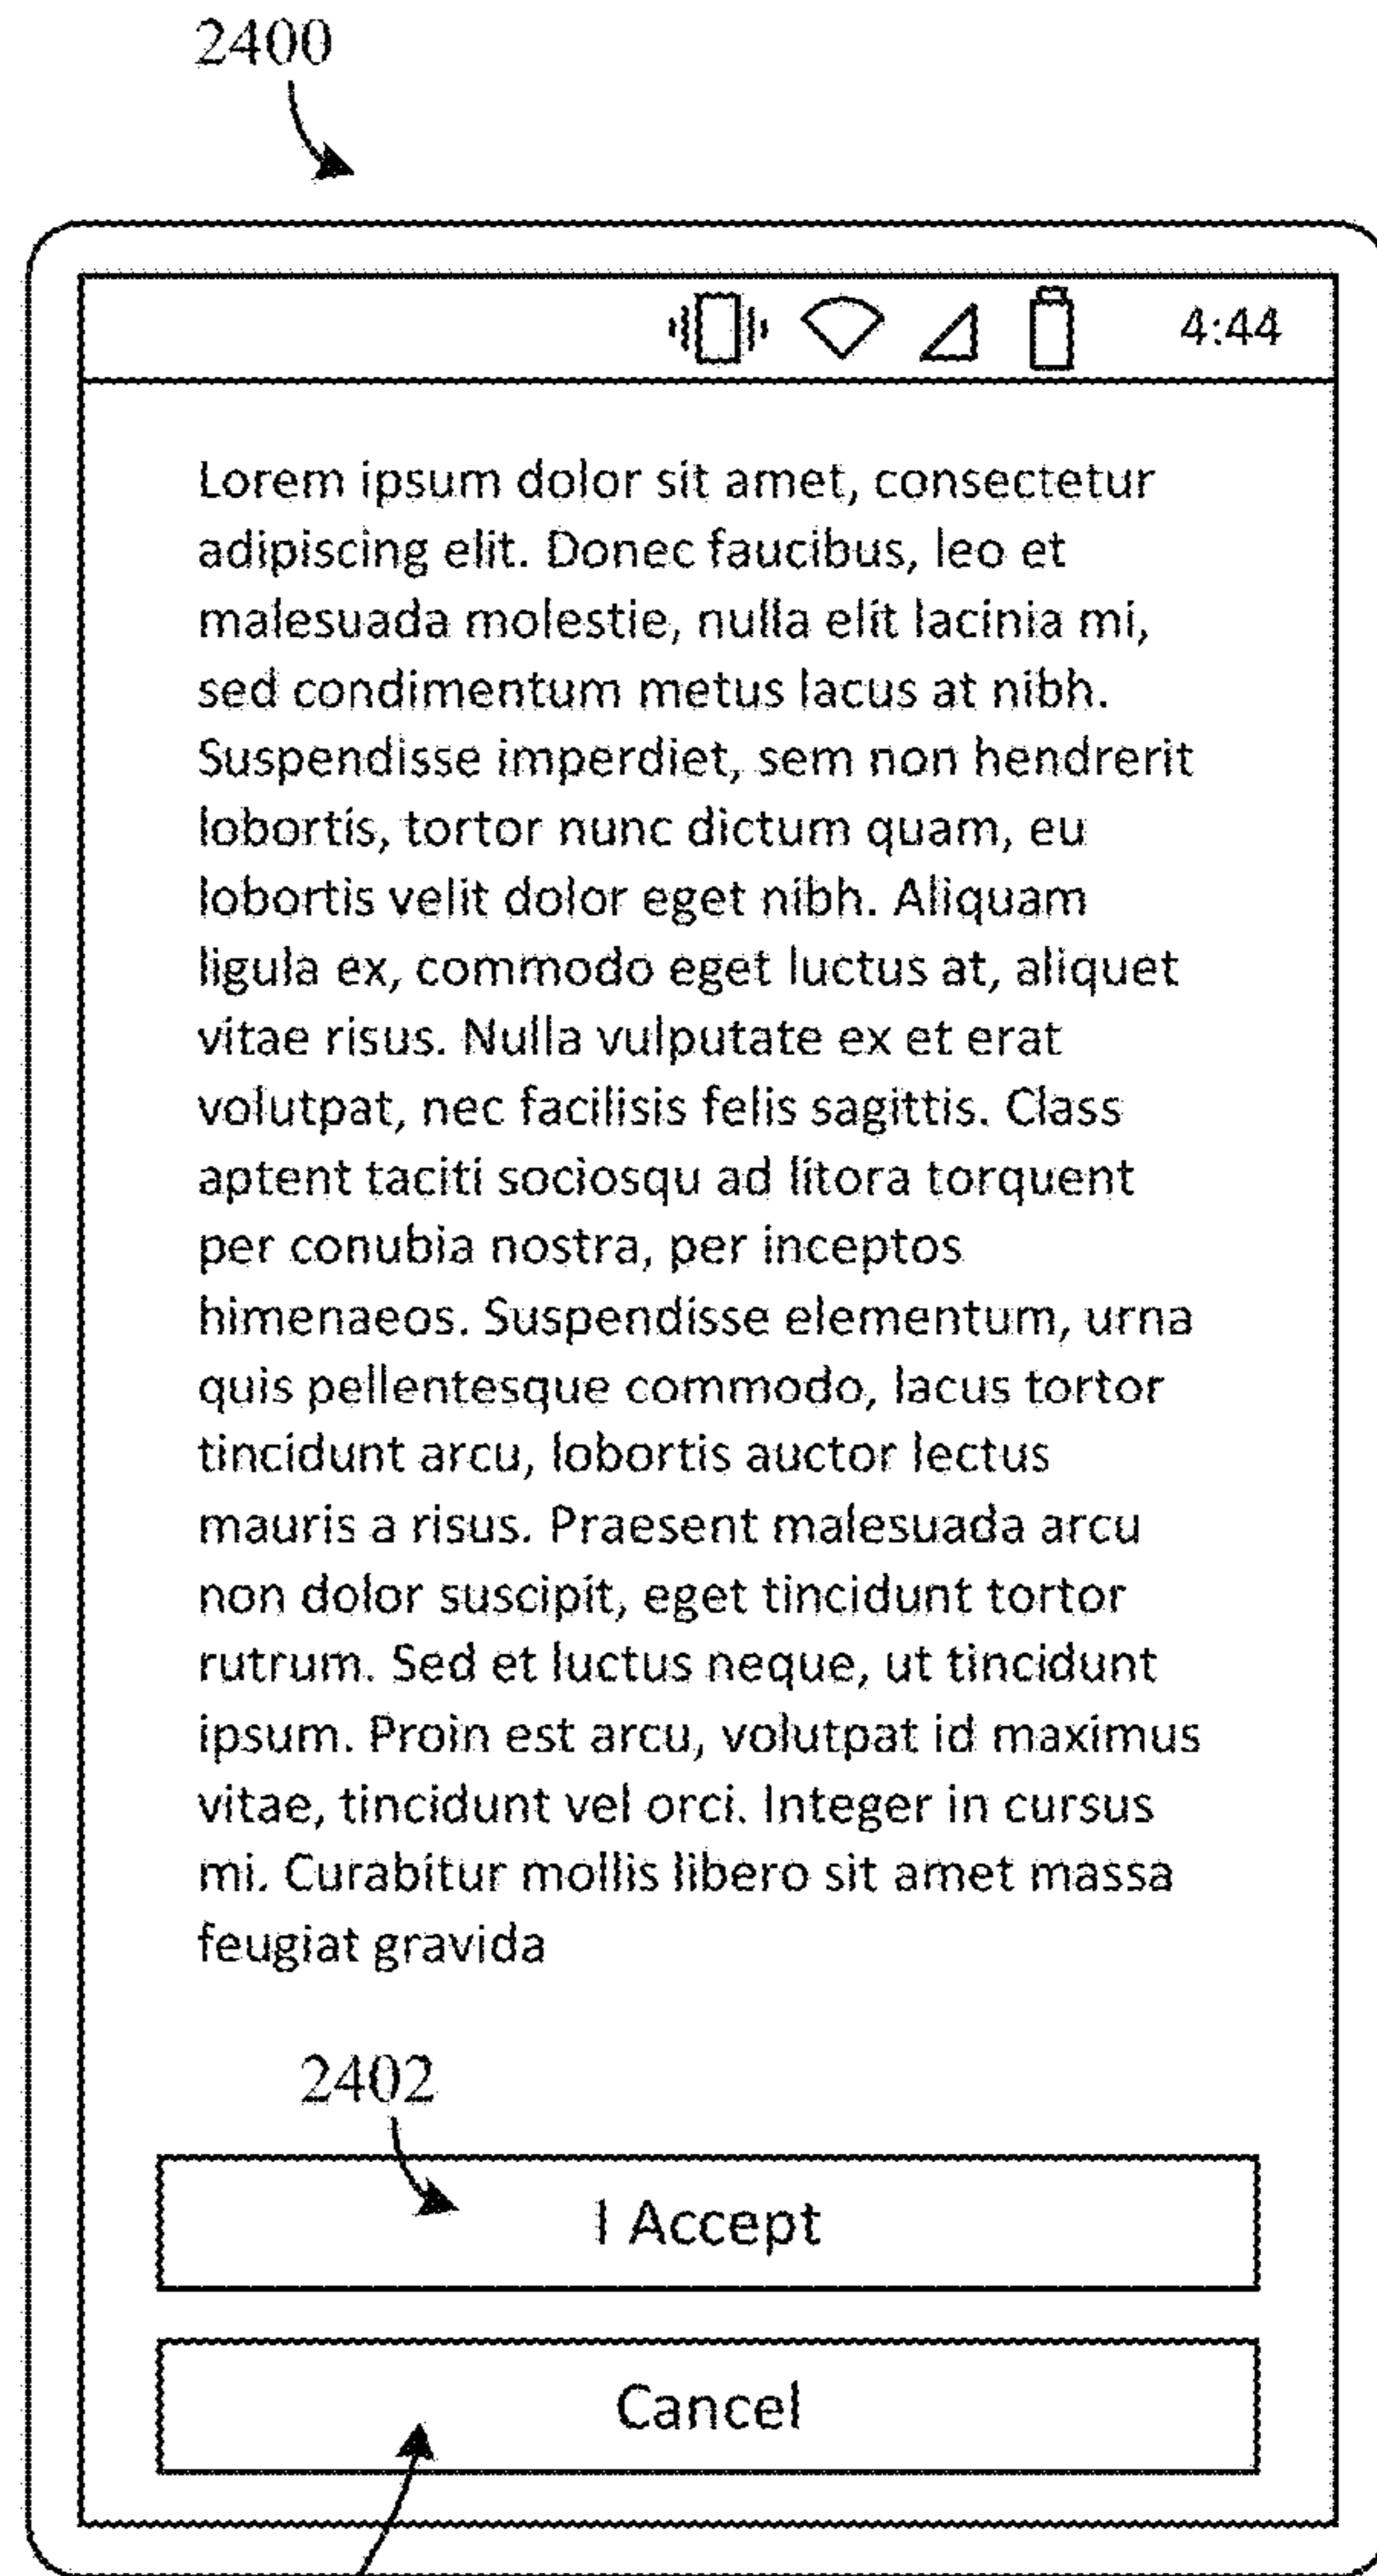 2400
4:44
Lorem ipsum dolor sit amet, consectetur
adipiscing elit. Donec faucibus, leo et
malesuada molestie, nulla elit lacinia mi,
sed condimentum metus lacus at nibh.
Suspendisse imperdiet, sem non hendrerit
lobortis, tortor nunc dictum quam, eu
lobortis velit dolor eget nibh. Aliquam
ligula ex, commodo eget luctus at, aliquet
vitae risus. Nulla vulputate ex et erat
volutpat, nec facilisis felis sagittis. Class
aptent taciti sociosqu ad litora torquent
per conubia nostra, per inceptos
himenaeos. Suspendisse elementum, urna
quis pellentesque commodo, lacus tortor
tincidunt arcu, lobortis auctor lectus
mauris a risus. Praesent malesuada arcu
non dolor suscipit, eget tincidunt tortor
rutrum. Sed et luctus neque, ut tincidunt
ipsum. Proin est arcu, volutpat id maximus
vitae, tincidunt vel orci. Integer in cursus
mi. Curabitur mollis libero sit amet massa
feugiat gravida
2402
I Accept
Cancel